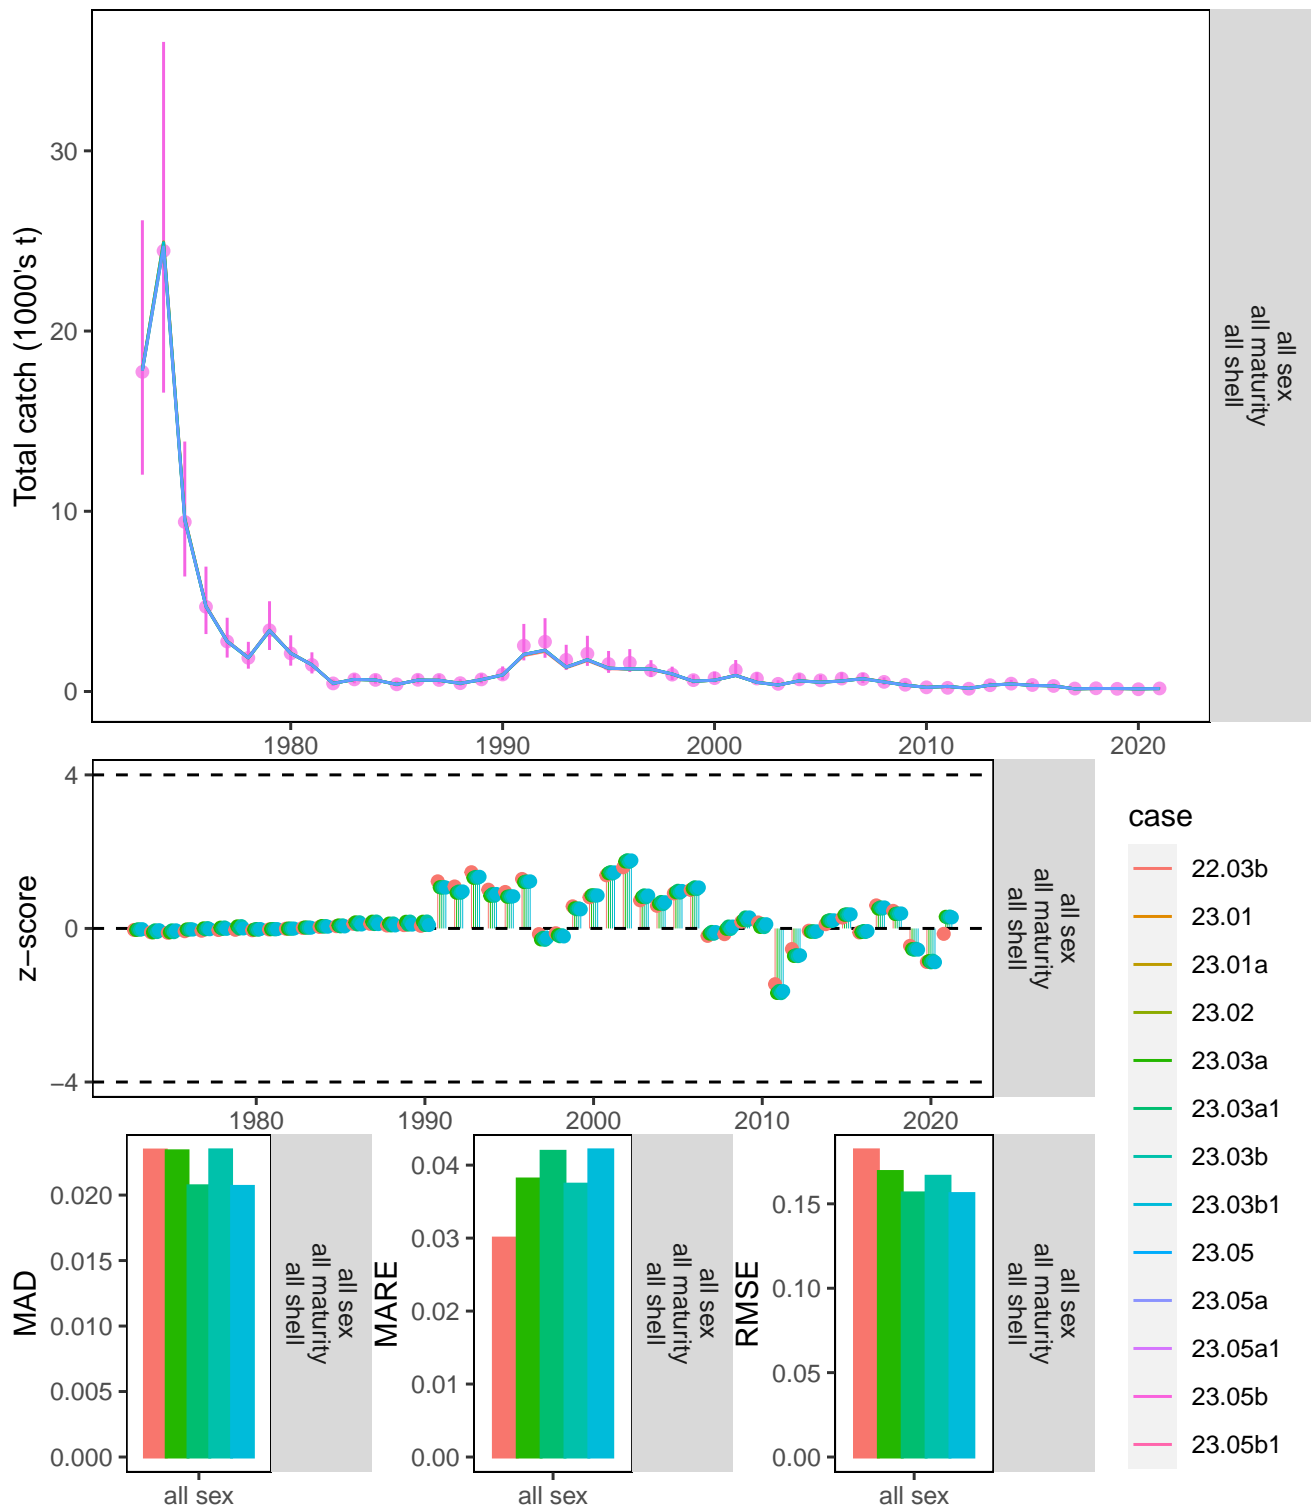 Total catch (1000's t)
30
20
10
0
1980
1990
2000
2010
2020
all sex
all maturity
all shell
z−score
4
0
−4
1980
1990
2000
2010
2020
all sex
all maturity
all shell
MAD
0.020
0.015
0.010
0.005
0.000
all sex
all sex
all maturity
all shell
MARE
0.04
0.03
0.02
0.01
0.00
all sex
all sex
all maturity
all shell
RMSE
0.15
0.10
0.05
0.00
all sex
all sex
all maturity
all shell
case
22.03b
23.01
23.01a
23.02
23.03a
23.03a1
23.03b
23.03b1
23.05
23.05a
23.05a1
23.05b
23.05b1